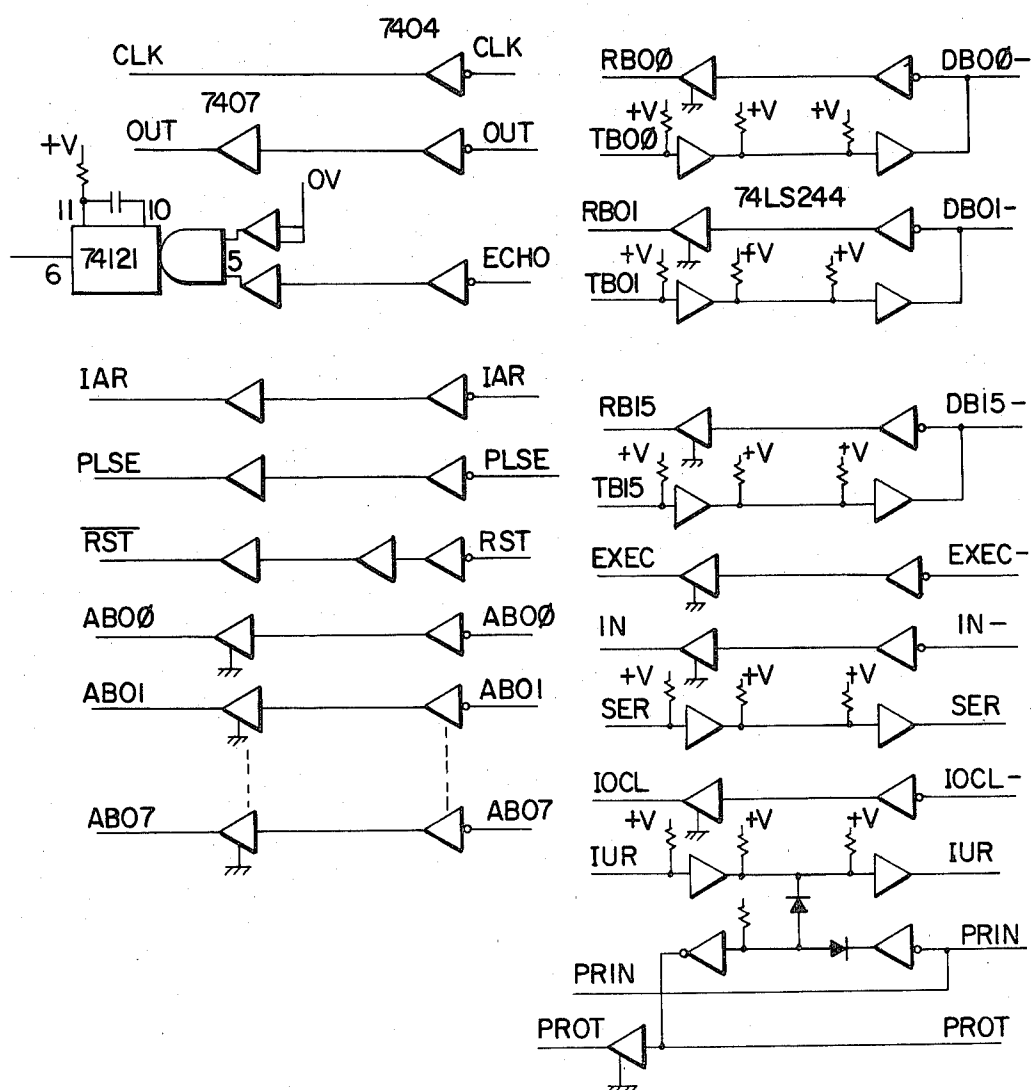 7404
CLK CLK
7407
OUT OUT
+V
0V
11 10
74121
5
6
ECHO
IAR IAR
PLSE PLSE
RST RST
ABOØ ABOØ
ABO1 ABO1
ABO7 ABO7
RBOØ DBOØ-
+V +V +V
TBOØ
74LS244
RBO1 DBO1-
+V +V +V
TBO1
RB15 DB15-
+V +V +V
TB15
EXEC EXEC-
IN IN-
+V +V +V
SER SER
IOCL IOCL-
+V +V +V
IUR IUR
PRIN
PRIN
PROT PROT